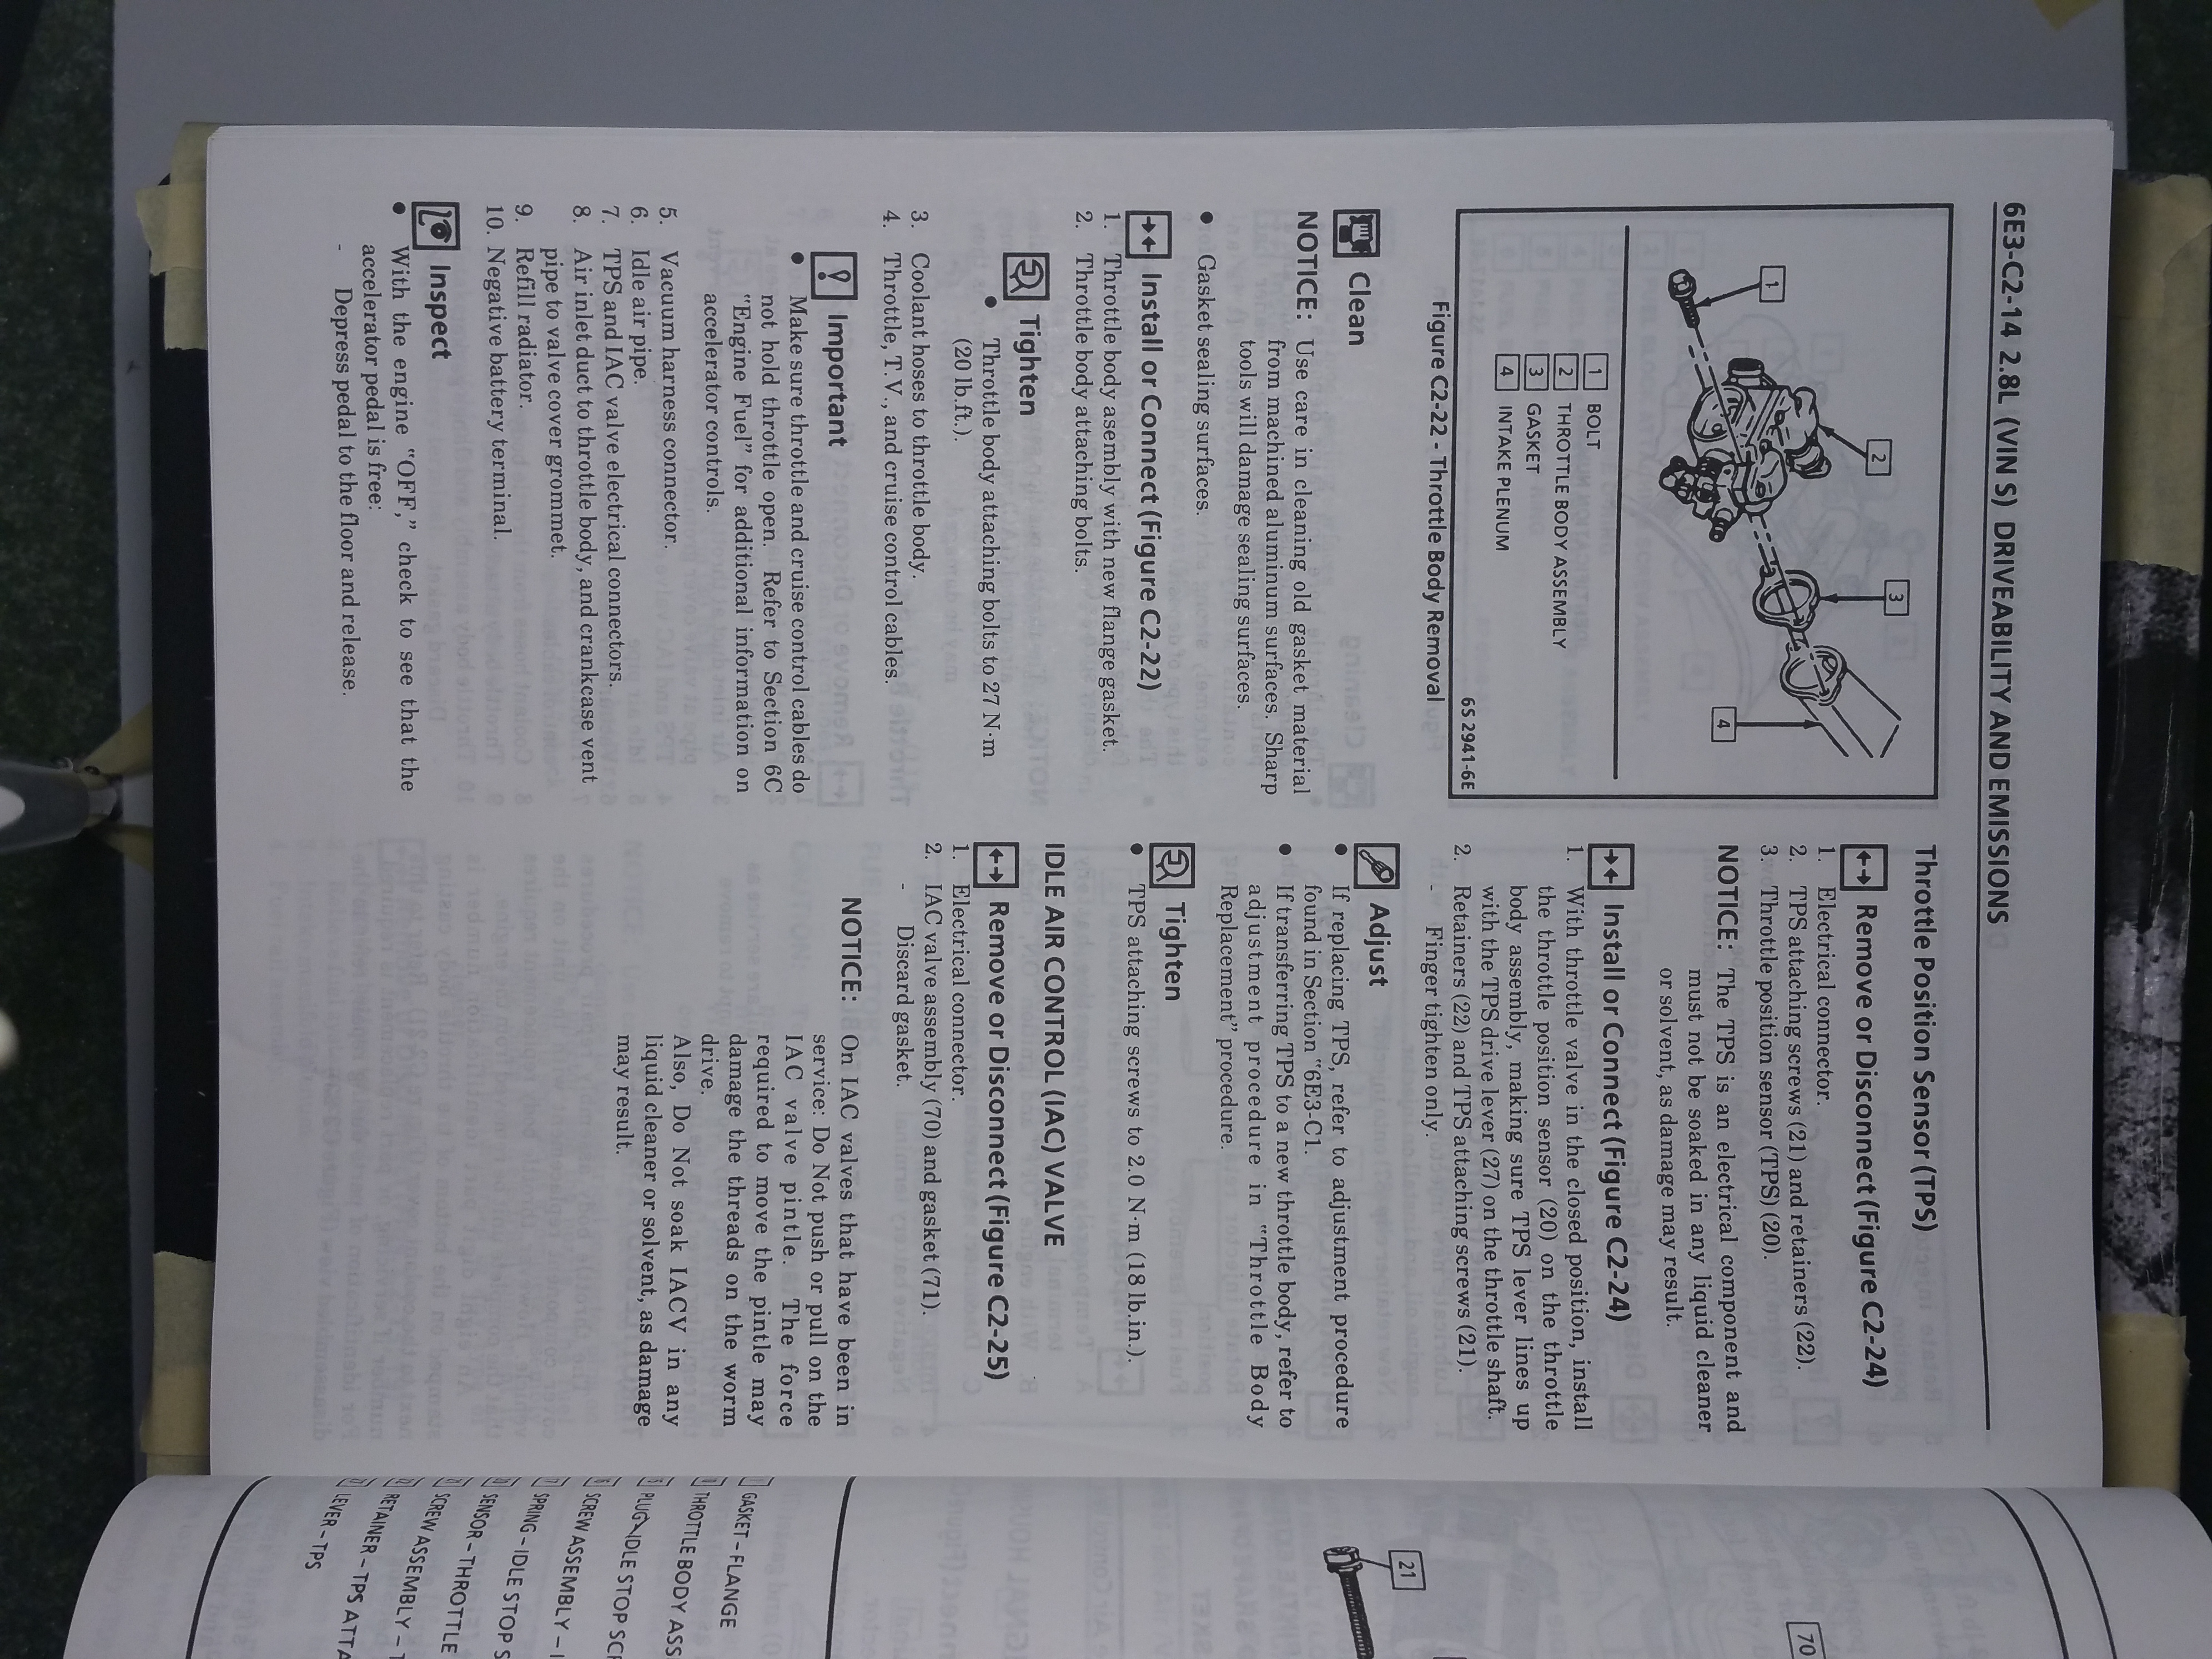 6E3-C2-14 2.8L (VIN S) DRIVEABILITY AND EMISSIONS
1
2
3
4
1 BOLT
2 THROTTLE BODY ASSEMBLY
3 GASKET
4 INTAKE PLENUM
6S 2941-6E
Figure C2-22 - Throttle Body Removal
Clean
NOTICE: Use care in cleaning old gasket material
from machined aluminum surfaces. Sharp
tools will damage sealing surfaces.
• Gasket sealing surfaces.
Install or Connect (Figure C2-22)
1. Throttle body asembly with new flange gasket.
2. Throttle body attaching bolts.
Tighten
• Throttle body attaching bolts to 27 N·m
(20 lb.ft.).
3. Coolant hoses to throttle body.
4. Throttle, T.V., and cruise control cables.
Important
• Make sure throttle and cruise control cables do
not hold throttle open. Refer to Section 6C
"Engine Fuel" for additional information on
accelerator controls.
5. Vacuum harness connector.
6. Idle air pipe.
7. TPS and IAC valve electrical connectors.
8. Air inlet duct to throttle body, and crankcase vent
pipe to valve cover grommet.
9. Refill radiator.
10. Negative battery terminal.
Inspect
• With the engine "OFF," check to see that the
accelerator pedal is free:
- Depress pedal to the floor and release.
Throttle Position Sensor (TPS)
Remove or Disconnect (Figure C2-24)
1. Electrical connector.
2. TPS attaching screws (21) and retainers (22).
3. Throttle position sensor (TPS) (20).
NOTICE: The TPS is an electrical component and
must not be soaked in any liquid cleaner
or solvent, as damage may result.
Install or Connect (Figure C2-24)
1. With throttle valve in the closed position, install
the throttle position sensor (20) on the throttle
body assembly, making sure TPS lever lines up
with the TPS drive lever (27) on the throttle shaft.
2. Retainers (22) and TPS attaching screws (21).
- Finger tighten only.
Adjust
• If replacing TPS, refer to adjustment procedure
found in Section "6E3-C1.
• If transferring TPS to a new throttle body, refer to
adjustment procedure in "Throttle Body
Replacement" procedure.
Tighten
• TPS attaching screws to 2.0 N·m (18 lb.in.).
IDLE AIR CONTROL (IAC) VALVE
Remove or Disconnect (Figure C2-25)
1. Electrical connector.
2. IAC valve assembly (70) and gasket (71).
- Discard gasket.
NOTICE: On IAC valves that have been in
service: Do Not push or pull on the
IAC valve pintle. The force
required to move the pintle may
damage the threads on the worm
drive.
Also, Do Not soak IACV in any
liquid cleaner or solvent, as damage
may result.
70
21
GASKET – FLANGE
THROTTLE BODY ASS
PLUG – IDLE STOP SCR
SCREW ASSEMBLY – I
SPRING – IDLE STOP S
SENSOR – THROTTLE
SCREW ASSEMBLY – T
RETAINER – TPS ATTA
LEVER – TPS